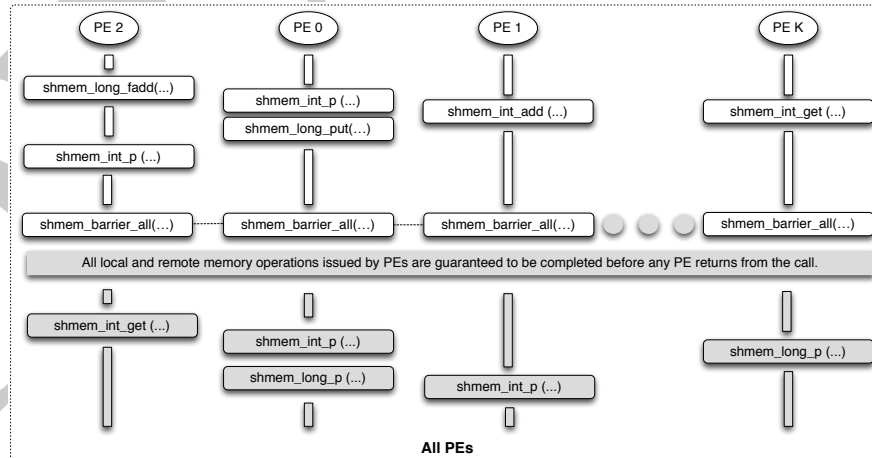 PE 2 PE 0 PE 1 PE K
shmem_long_fadd(...)
shmem_int_p (...)
shmem_long_put(...)
shmem_int_add (...)
shmem_int_get (...)
shmem_int_p (...)
shmem_barrier_all(...) shmem_barrier_all(...) shmem_barrier_all(...) shmem_barrier_all(...)
All local and remote memory operations issued by PEs are guaranteed to be completed before any PE returns from the call.
shmem_int_get (...)
shmem_int_p (...)
shmem_long_p (...)
shmem_long_p (...)
shmem_int_p (...)
All PEs